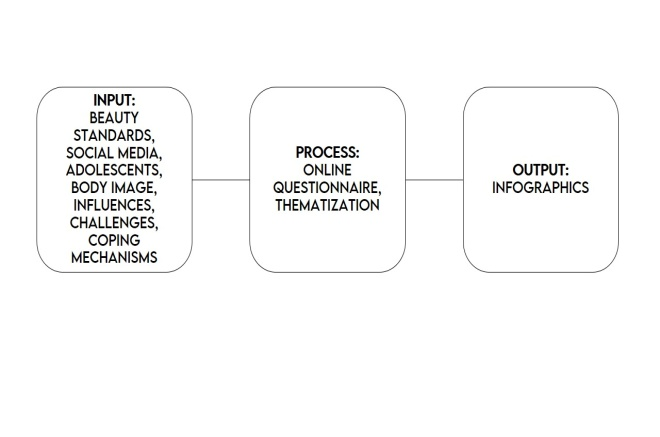 INPUT:
BEAUTY
STANDARDS,
SOCIAL MEDIA,
ADOLESCENTS,
BODY IMAGE,
INFLUENCES,
CHALLENGES,
COPING
MECHANISMS
PROCESS:
ONLINE
QUESTIONNAIRE,
THEMATIZATION
OUTPUT:
INFOGRAPHICS